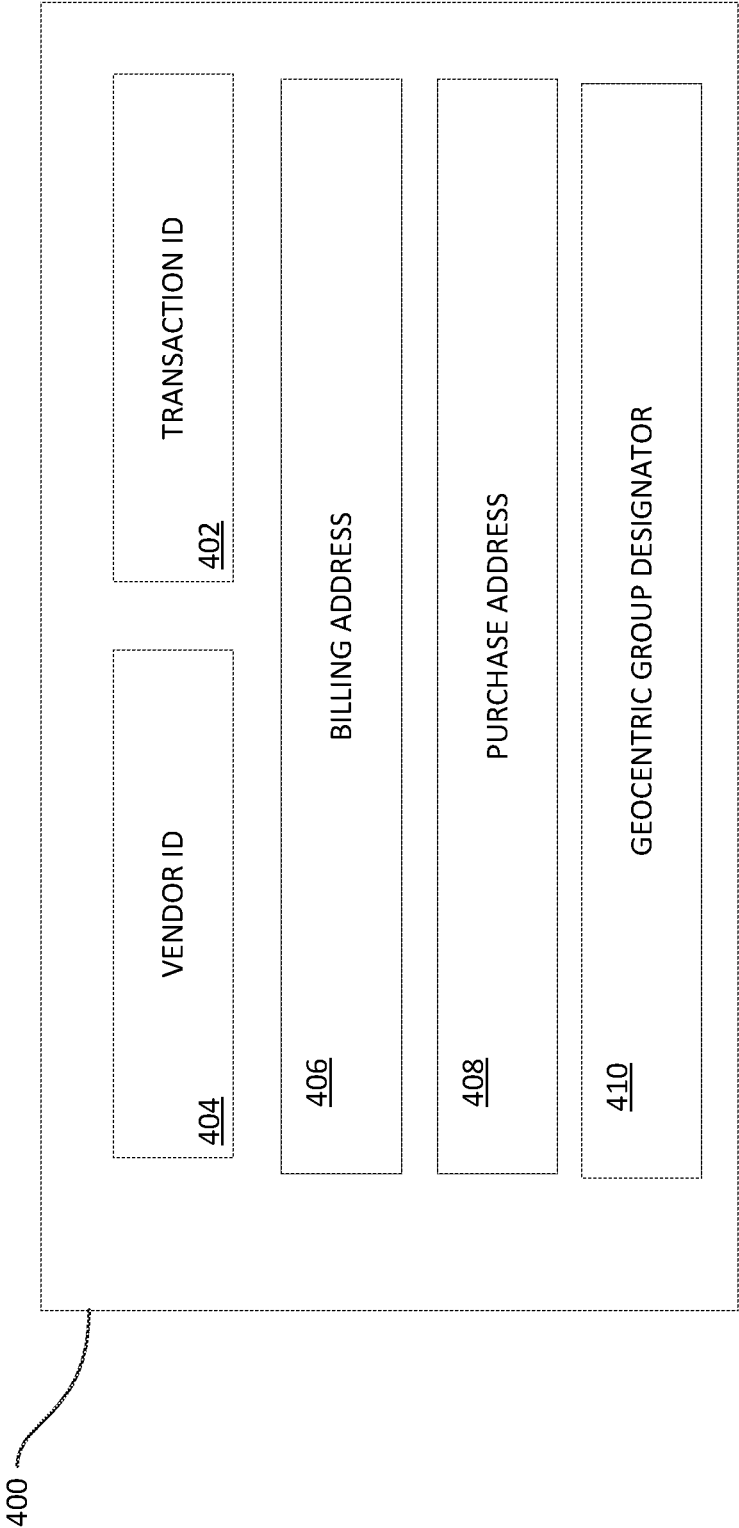 400
VENDOR ID
404
TRANSACTION ID
402
BILLING ADDRESS
406
PURCHASE ADDRESS
408
GEOCENTRIC GROUP DESIGNATOR
410